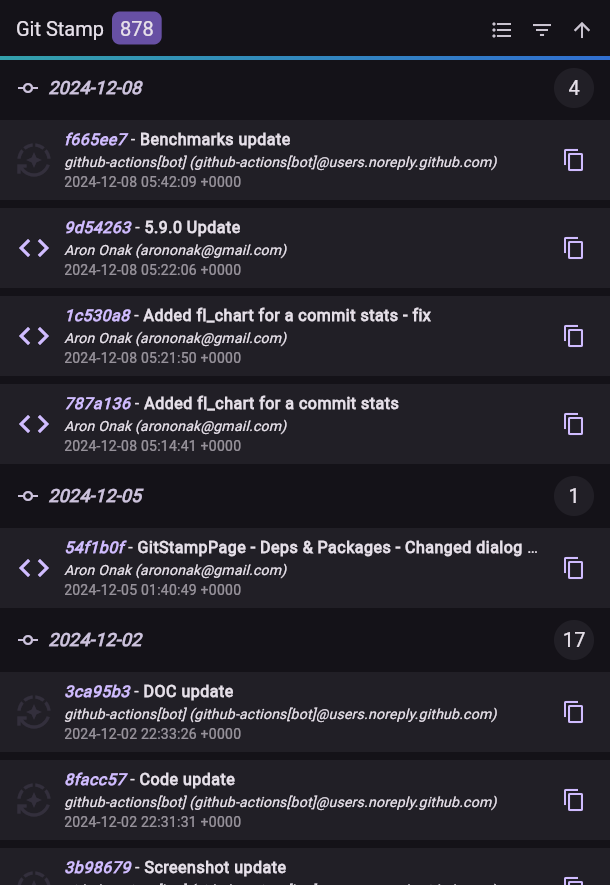 Git Stamp 878
2024-12-08 4
f665ee7 - Benchmarks update
github-actions[bot] (github-actions[bot]@users.noreply.github.com)
2024-12-08 05:42:09 +0000
9d54263 - 5.9.0 Update
Aron Onak (arononak@gmail.com)
2024-12-08 05:22:06 +0000
1c530a8 - Added fl_chart for a commit stats - fix
Aron Onak (arononak@gmail.com)
2024-12-08 05:21:50 +0000
787a136 - Added fl_chart for a commit stats
Aron Onak (arononak@gmail.com)
2024-12-08 05:14:41 +0000
2024-12-05 1
54f1b0f - GitStampPage - Deps & Packages - Changed dialog ...
Aron Onak (arononak@gmail.com)
2024-12-05 01:40:49 +0000
2024-12-02 17
3ca95b3 - DOC update
github-actions[bot] (github-actions[bot]@users.noreply.github.com)
2024-12-02 22:33:26 +0000
8facc57 - Code update
github-actions[bot] (github-actions[bot]@users.noreply.github.com)
2024-12-02 22:31:31 +0000
3b98679 - Screenshot update